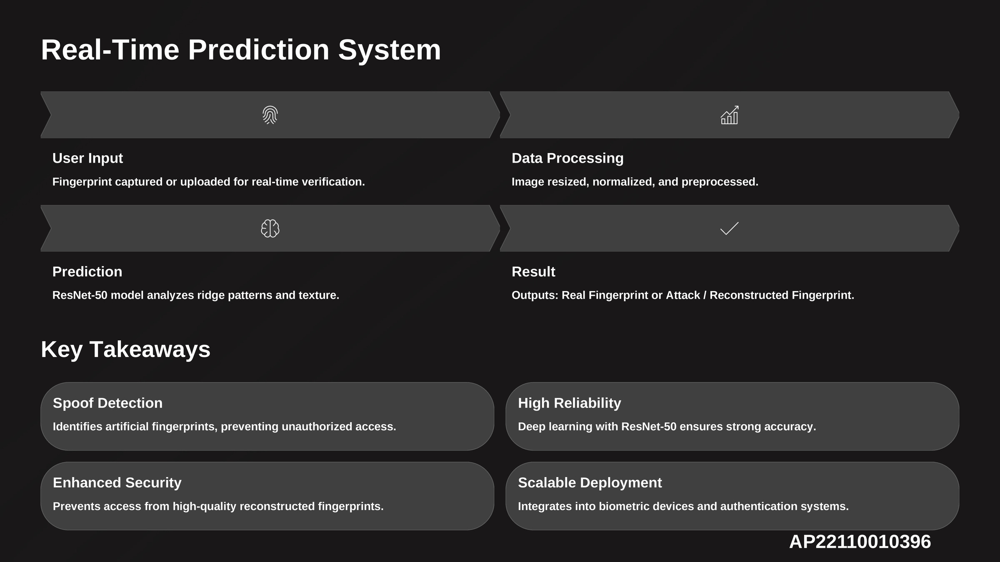 Real-Time Prediction System
User Input
Fingerprint captured or uploaded for real-time verification.
Data Processing
Image resized, normalized, and preprocessed.
Prediction
ResNet-50 model analyzes ridge patterns and texture.
Result
Outputs: Real Fingerprint or Attack / Reconstructed Fingerprint.
Key Takeaways
Spoof Detection
Identifies artificial fingerprints, preventing unauthorized access.
High Reliability
Deep learning with ResNet-50 ensures strong accuracy.
Enhanced Security
Prevents access from high-quality reconstructed fingerprints.
Scalable Deployment
Integrates into biometric devices and authentication systems.
AP22110010396